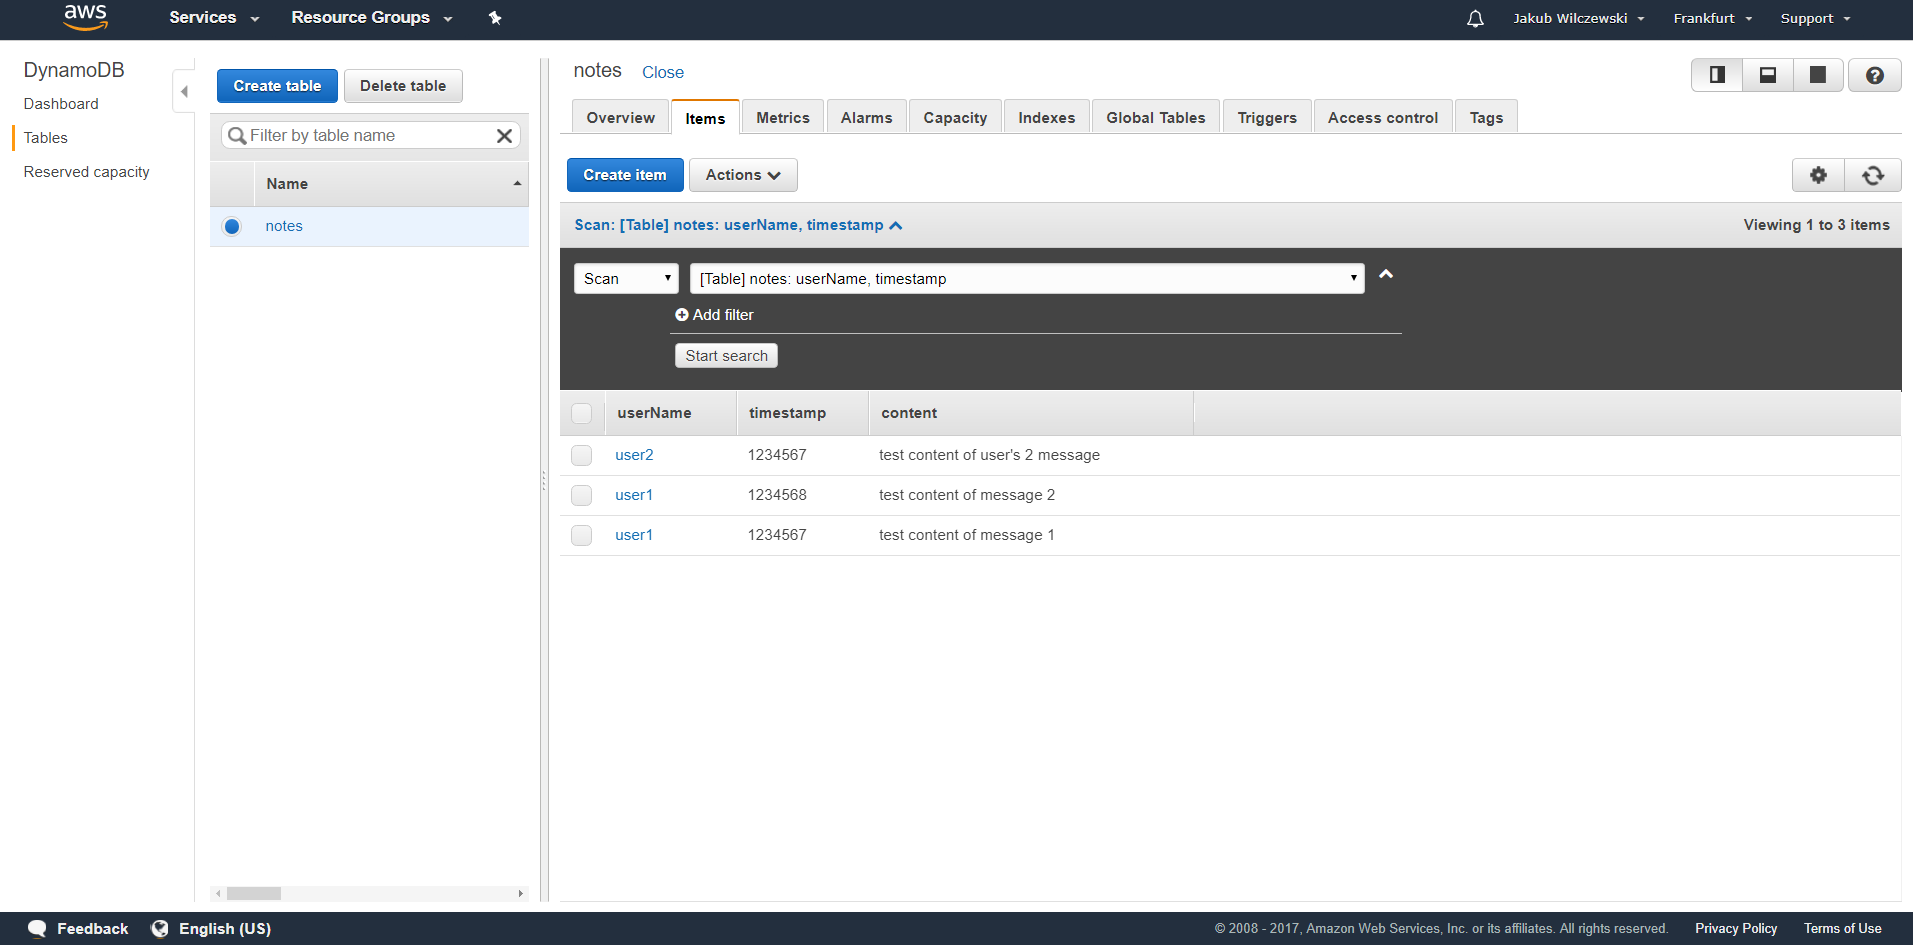 aws Services Resource Groups Jakub Wilczewski Frankfurt Support
DynamoDB
Dashboard
Tables
Reserved capacity
Create table Delete table
Filter by table name
Name
notes
notes Close
Overview Items Metrics Alarms Capacity Indexes Global Tables Triggers Access control Tags
Create item Actions
Scan: [Table] notes: userName, timestamp Viewing 1 to 3 items
Scan [Table] notes: userName, timestamp
Add filter
Start search
userName timestamp content
user2 1234567 test content of user's 2 message
user1 1234568 test content of message 2
user1 1234567 test content of message 1
Feedback English (US) © 2008 - 2017, Amazon Web Services, Inc. or its affiliates. All rights reserved. Privacy Policy Terms of Use